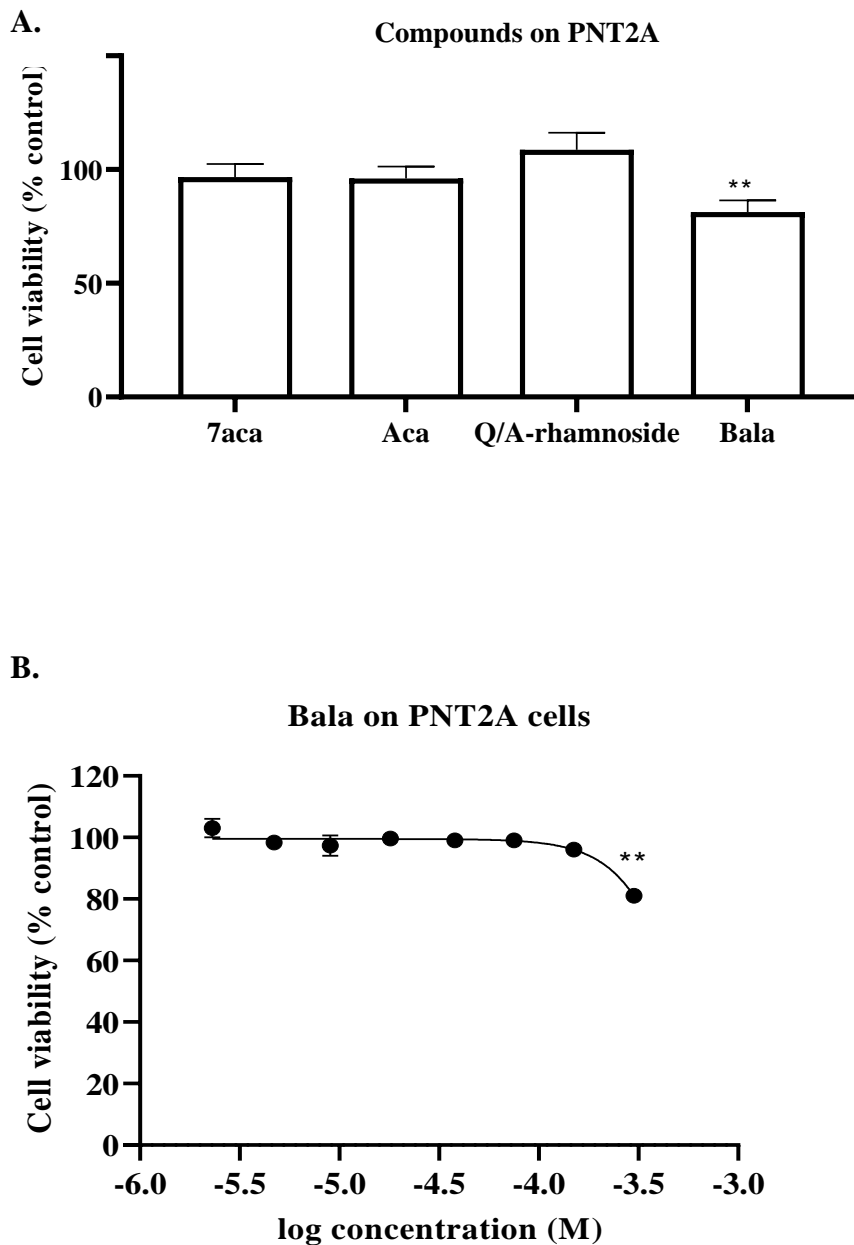 A.
Compounds on PNT2A
Cell viability (% control)
100
50
0
7aca Aca Q/A-rhamnoside Bala
**
B.
Bala on PNT2A cells
Cell viability (% control)
120
100
80
60
40
20
0
**
-6.0 -5.5 -5.0 -4.5 -4.0 -3.5 -3.0
log concentration (M)